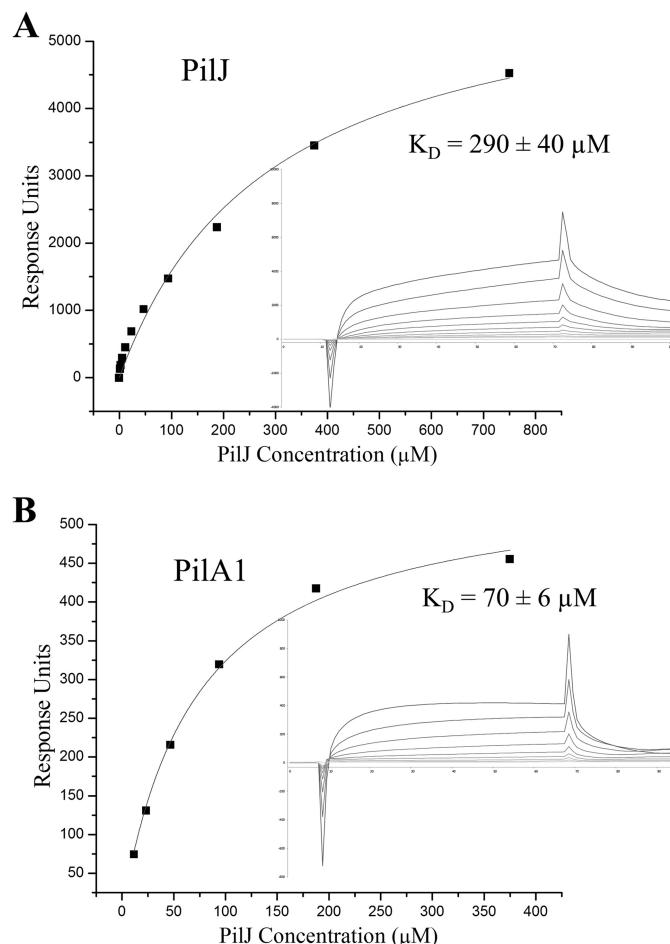 A
PilJ
K_D = 290 ± 40 µM
Response Units
5000
4000
3000
2000
1000
0
0 100 200 300 400 500 600 700 800
PilJ Concentration (µM)
B
PilA1
K_D = 70 ± 6 µM
Response Units
500
450
400
350
300
250
200
150
100
50
0 50 100 150 200 250 300 350 400
PilJ Concentration (µM)